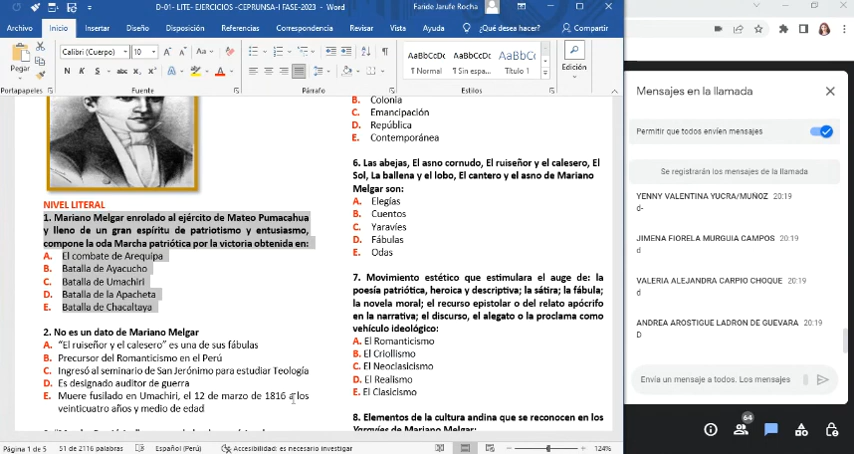 D-01- LITE- EJERCICIOS -CEPRUNSA-I FASE-2023 - Word
Faride Jarufe Rocha
Archivo Inicio Insertar Diseño Disposición Referencias Correspondencia Revisar Vista Ayuda ¿Qué desea hacer? Compartir
Pegar
Calibri (Cuerpo) 10
N K S abc x₂ x²
AaBbCcDc AaBbCcDc AaBbCcD
¶ Normal ¶ Sin espa... Título 1
Edición
Portapapeles Fuente Párrafo Estilos
NIVEL LITERAL
1. Mariano Melgar enrolado al ejército de Mateo Pumacahua
y lleno de un gran espíritu de patriotismo y entusiasmo,
compone la oda Marcha patriótica por la victoria obtenida en:
A. El combate de Arequipa
B. Batalla de Ayacucho
C. Batalla de Umachiri
D. Batalla de la Apacheta
E. Batalla de Chacaltaya
2. No es un dato de Mariano Melgar
A. “El ruiseñor y el calesero” es una de sus fábulas
B. Precursor del Romanticismo en el Perú
C. Ingresó al seminario de San Jerónimo para estudiar Teología
D. Es designado auditor de guerra
E. Muere fusilado en Umachiri, el 12 de marzo de 1816 a los
veinticuatro años y medio de edad
B. Colonia
C. Emancipación
D. República
E. Contemporánea
6. Las abejas, El asno cornudo, El ruiseñor y el calesero, El
Sol, La ballena y el lobo, El cantero y el asno de Mariano
Melgar son:
A. Elegías
B. Cuentos
C. Yaravíes
D. Fábulas
E. Odas
7. Movimiento estético que estimulara el auge de: la
poesía patriótica, heroica y descriptiva; la sátira; la fábula;
la novela moral; el recurso epistolar o del relato apócrifo
en la narrativa; el discurso, el alegato o la proclama como
vehículo ideológico:
A. El Romanticismo
B. El Criollismo
C. El Neoclasicismo
D. El Realismo
E. El Clasicismo
8. Elementos de la cultura andina que se reconocen en los
Yaravíes de Mariano Melgar:
Página 1 de 5 51 de 2116 palabras Español (Perú) Accesibilidad: es necesario investigar 124%
Mensajes en la llamada
Permitir que todos envíen mensajes
Se registrarán los mensajes de la llamada
YENNY VALENTINA YUCRA/MUÑOZ 20:19
d-
JIMENA FIORELA MURGUIA CAMPOS 20:19
d
VALERIA ALEJANDRA CARPIO CHOQUE 20:19
d
ANDREA AROSTIGUE LADRON DE GUEVARA 20:19
D
Envía un mensaje a todos. Los mensajes
64